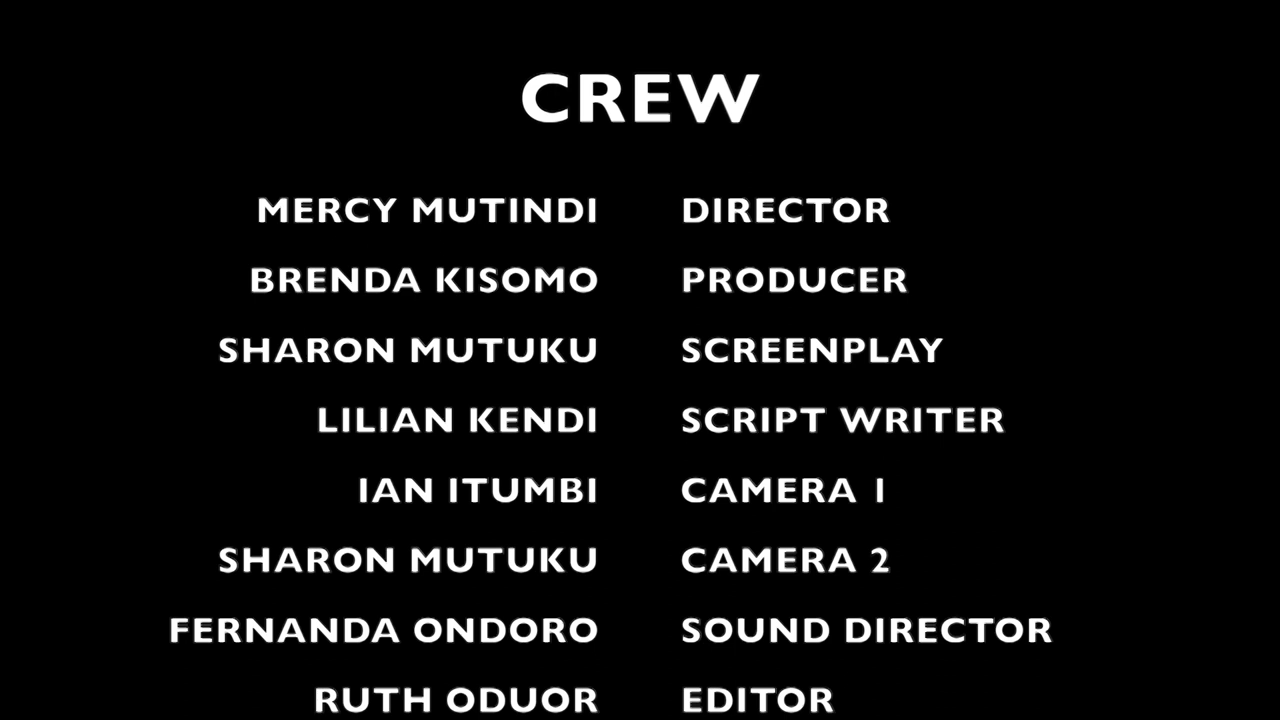 CREW
MERCY MUTINDI DIRECTOR
BRENDA KISOMO PRODUCER
SHARON MUTUKU SCREENPLAY
LILIAN KENDI SCRIPT WRITER
IAN ITUMBI CAMERA 1
SHARON MUTUKU CAMERA 2
FERNANDA ONDORO SOUND DIRECTOR
RUTH ODUOR EDITOR